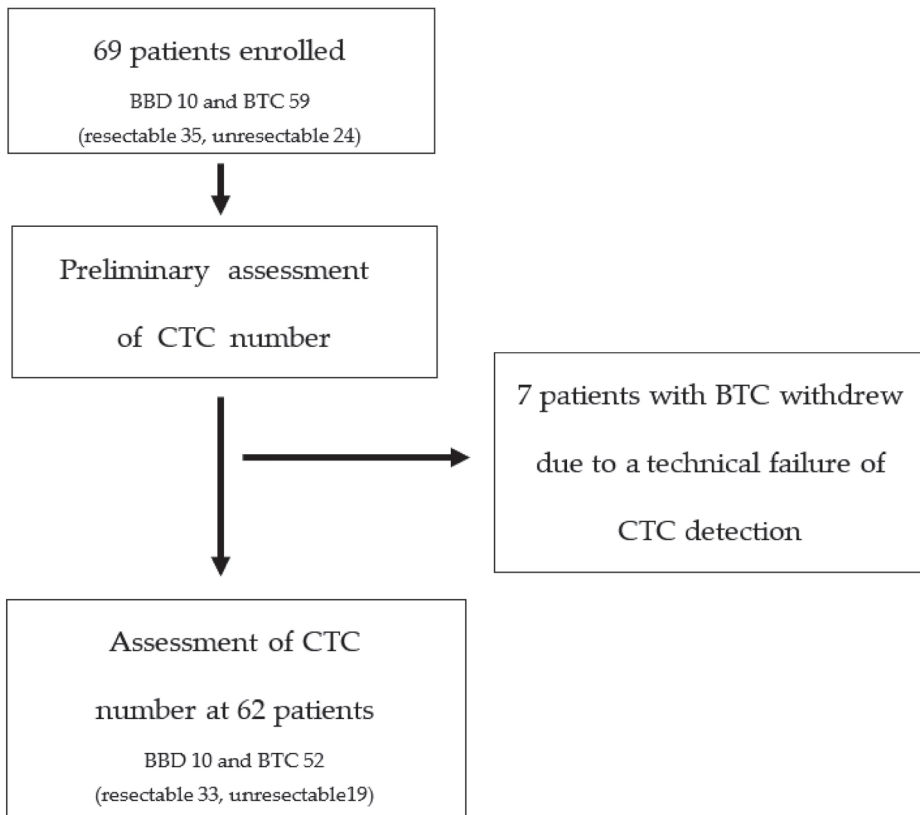 69 patients enrolled
BBD 10 and BTC 59
(resectable 35, unresectable 24)
Preliminary assessment
of CTC number
7 patients with BTC withdrew
due to a technical failure of
CTC detection
Assessment of CTC
number at 62 patients
BBD 10 and BTC 52
(resectable 33, unresectable19)